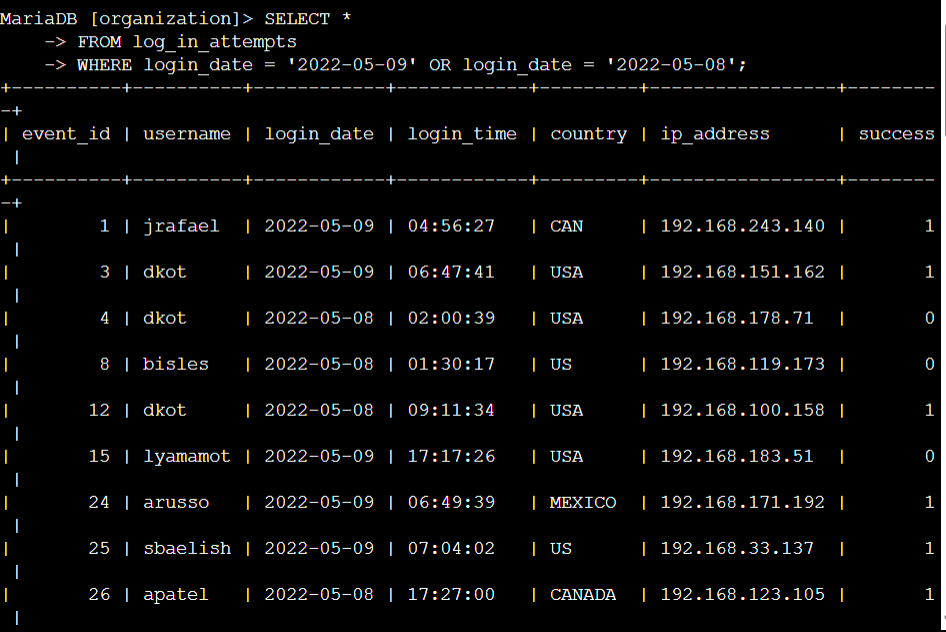 MariaDB [organization]> SELECT *
    -> FROM log_in_attempts
    -> WHERE login_date = '2022-05-09' OR login_date = '2022-05-08';
+----------+----------+------------+------------+---------+-----------------+--------
-+
| event_id | username | login_date | login_time | country | ip_address      | success
 |
+----------+----------+------------+------------+---------+-----------------+--------
-+
|        1 | jrafael  | 2022-05-09 | 04:56:27   | CAN     | 192.168.243.140 |       1
 |
|        3 | dkot     | 2022-05-09 | 06:47:41   | USA     | 192.168.151.162 |       1
 |
|        4 | dkot     | 2022-05-08 | 02:00:39   | USA     | 192.168.178.71  |       0
 |
|        8 | bisles   | 2022-05-08 | 01:30:17   | US      | 192.168.119.173 |       0
 |
|       12 | dkot     | 2022-05-08 | 09:11:34   | USA     | 192.168.100.158 |       1
 |
|       15 | lyamamot | 2022-05-09 | 17:17:26   | USA     | 192.168.183.51  |       0
 |
|       24 | arusso   | 2022-05-09 | 06:49:39   | MEXICO  | 192.168.171.192 |       1
 |
|       25 | sbaelish | 2022-05-09 | 07:04:02   | US      | 192.168.33.137  |       1
 |
|       26 | apatel   | 2022-05-08 | 17:27:00   | CANADA  | 192.168.123.105 |       1
 |